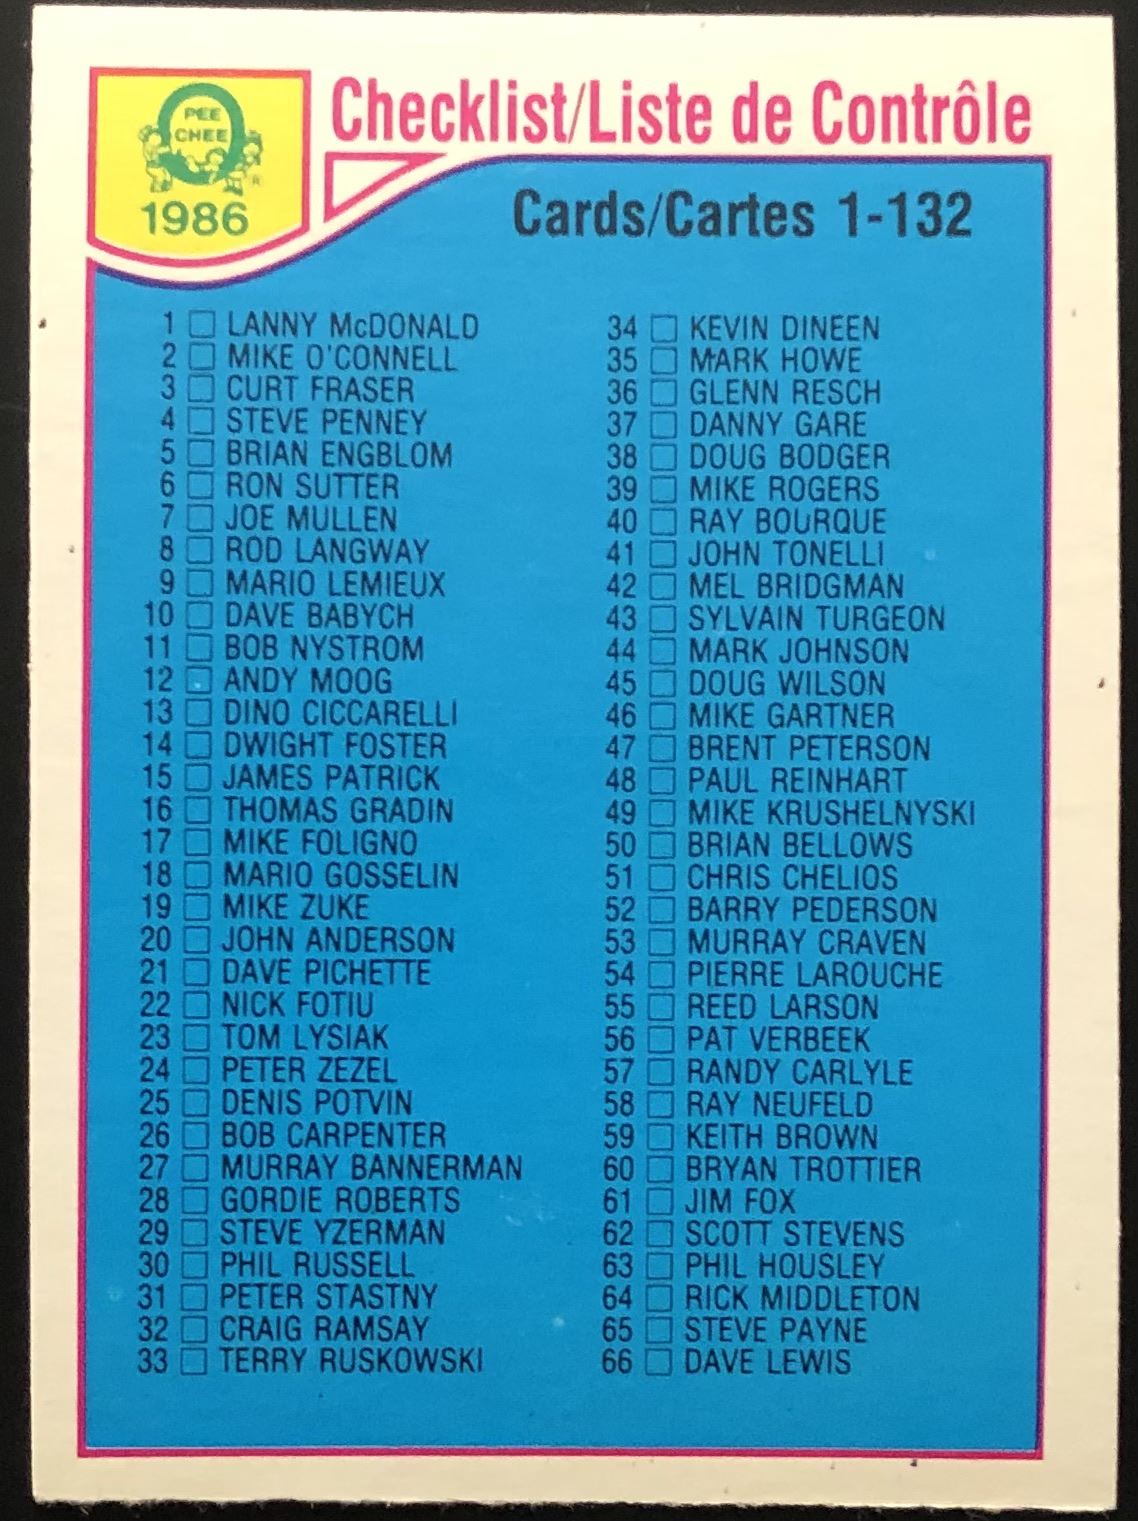 PEE
CHEE
1986
Checklist/Liste de Contrôle
Cards/Cartes 1-132
1 LANNY McDONALD
2 MIKE O'CONNELL
3 CURT FRASER
4 STEVE PENNEY
5 BRIAN ENGBLOM
6 RON SUTTER
7 JOE MULLEN
8 ROD LANGWAY
9 MARIO LEMIEUX
10 DAVE BABYCH
11 BOB NYSTROM
12 ANDY MOOG
13 DINO CICCARELLI
14 DWIGHT FOSTER
15 JAMES PATRICK
16 THOMAS GRADIN
17 MIKE FOLIGNO
18 MARIO GOSSELIN
19 MIKE ZUKE
20 JOHN ANDERSON
21 DAVE PICHETTE
22 NICK FOTIU
23 TOM LYSIAK
24 PETER ZEZEL
25 DENIS POTVIN
26 BOB CARPENTER
27 MURRAY BANNERMAN
28 GORDIE ROBERTS
29 STEVE YZERMAN
30 PHIL RUSSELL
31 PETER STASTNY
32 CRAIG RAMSAY
33 TERRY RUSKOWSKI
34 KEVIN DINEEN
35 MARK HOWE
36 GLENN RESCH
37 DANNY GARE
38 DOUG BODGER
39 MIKE ROGERS
40 RAY BOURQUE
41 JOHN TONELLI
42 MEL BRIDGMAN
43 SYLVAIN TURGEON
44 MARK JOHNSON
45 DOUG WILSON
46 MIKE GARTNER
47 BRENT PETERSON
48 PAUL REINHART
49 MIKE KRUSHELNYSKI
50 BRIAN BELLOWS
51 CHRIS CHELIOS
52 BARRY PEDERSON
53 MURRAY CRAVEN
54 PIERRE LAROUCHE
55 REED LARSON
56 PAT VERBEEK
57 RANDY CARLYLE
58 RAY NEUFELD
59 KEITH BROWN
60 BRYAN TROTTIER
61 JIM FOX
62 SCOTT STEVENS
63 PHIL HOUSLEY
64 RICK MIDDLETON
65 STEVE PAYNE
66 DAVE LEWIS